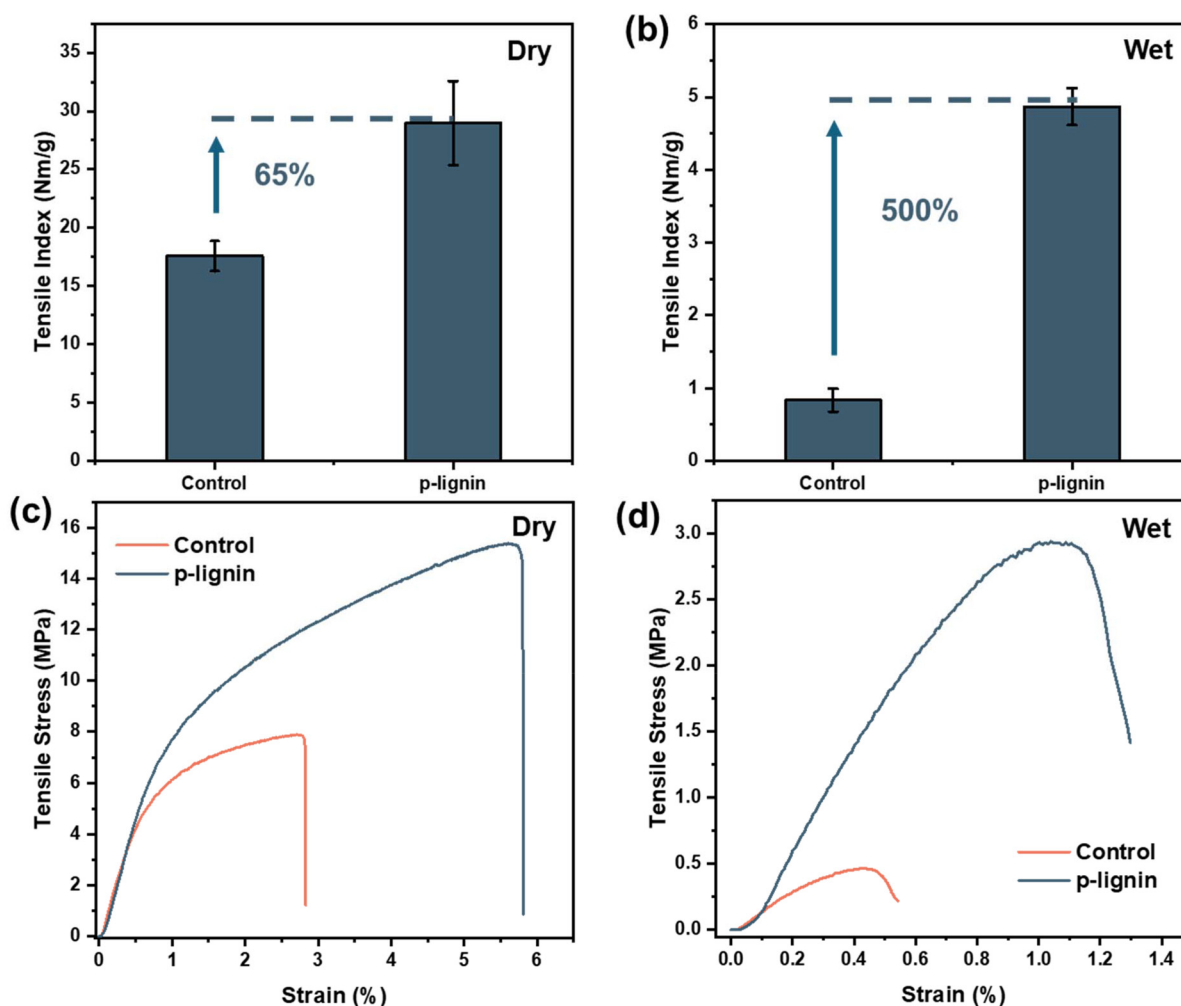 Dry
Tensile Index (Nm/g)
35
30
25
20
15
10
5
0
65%
Control
p-lignin
(b)
Wet
Tensile Index (Nm/g)
6
5
4
3
2
1
0
500%
Control
p-lignin
(c)
Dry
Control
p-lignin
Tensile Stress (MPa)
16
14
12
10
8
6
4
2
0
0 1 2 3 4 5 6
Strain (%)
(d)
Wet
Tensile Stress (MPa)
3.0
2.5
2.0
1.5
1.0
0.5
0.0
Control
p-lignin
0.0 0.2 0.4 0.6 0.8 1.0 1.2 1.4
Strain (%)